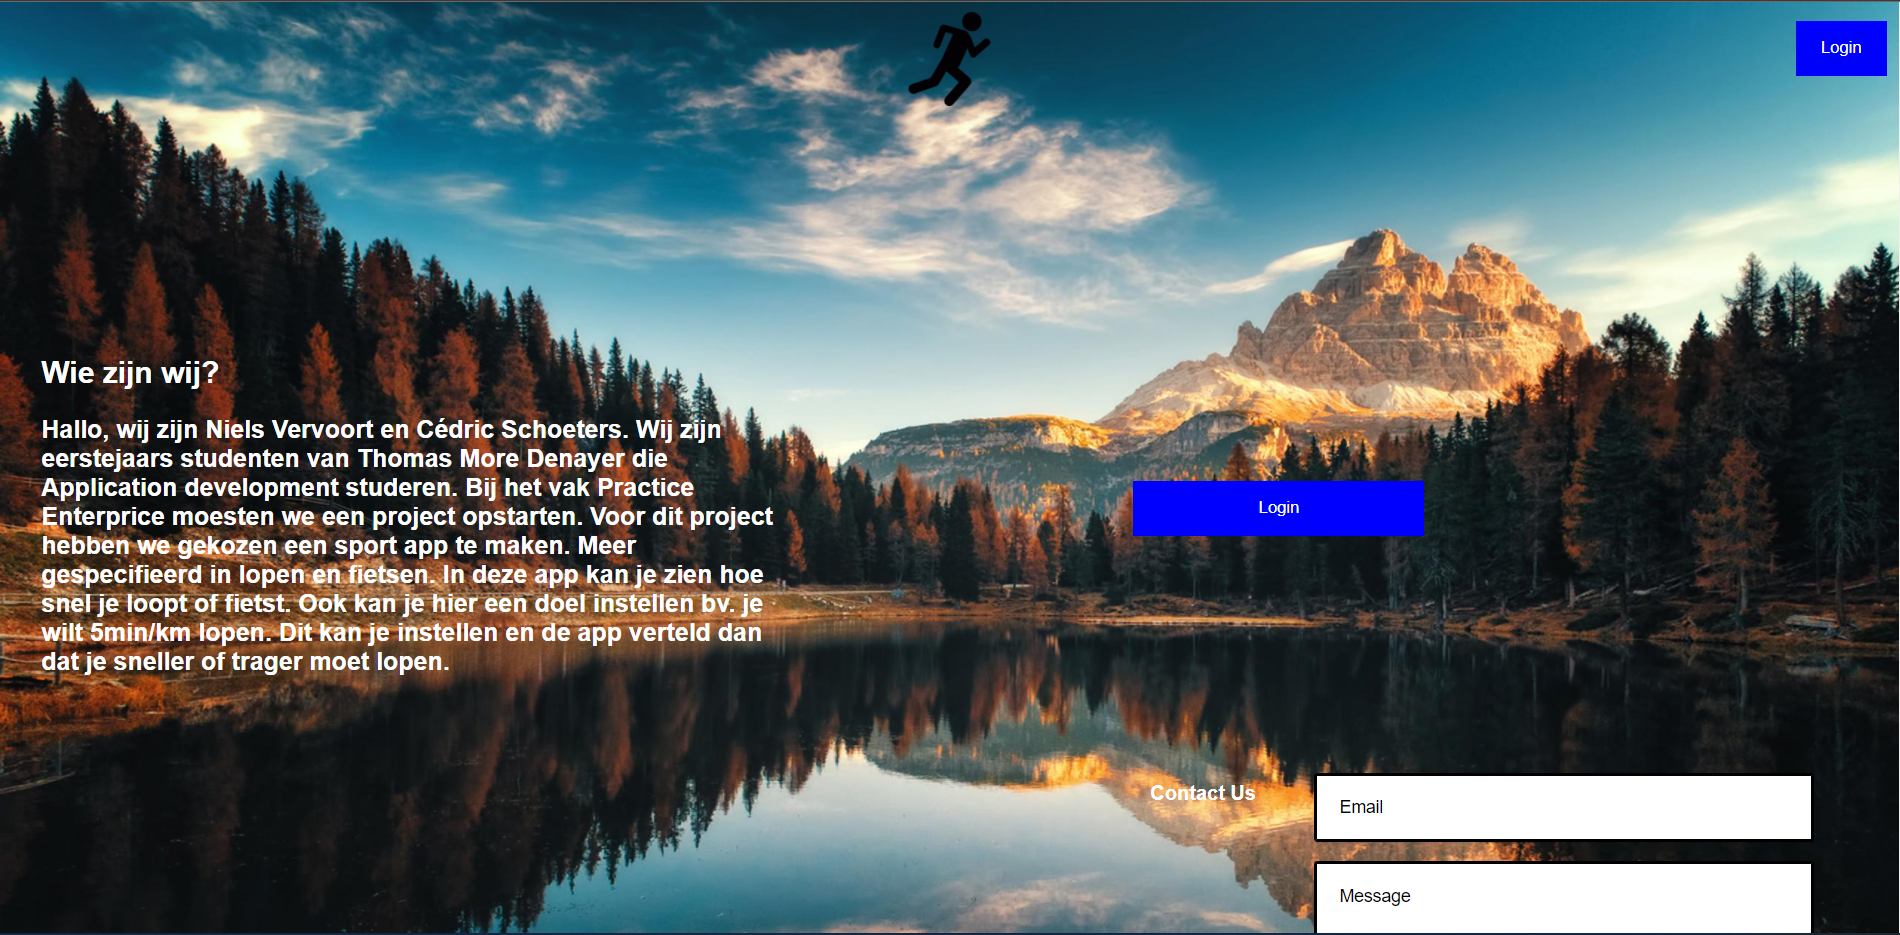 Login
Wie zijn wij?
Hallo, wij zijn Niels Vervoort en Cédric Schoeters. Wij zijn
eerstejaars studenten van Thomas More Denayer die
Application development studeren. Bij het vak Practice
Enterprice moesten we een project opstarten. Voor dit project
hebben we gekozen een sport app te maken. Meer
gespecifieerd in lopen en fietsen. In deze app kan je zien hoe
snel je loopt of fietst. Ook kan je hier een doel instellen bv. je
wilt 5min/km lopen. Dit kan je instellen en de app verteld dan
dat je sneller of trager moet lopen.
Login
Contact Us
Email
Message